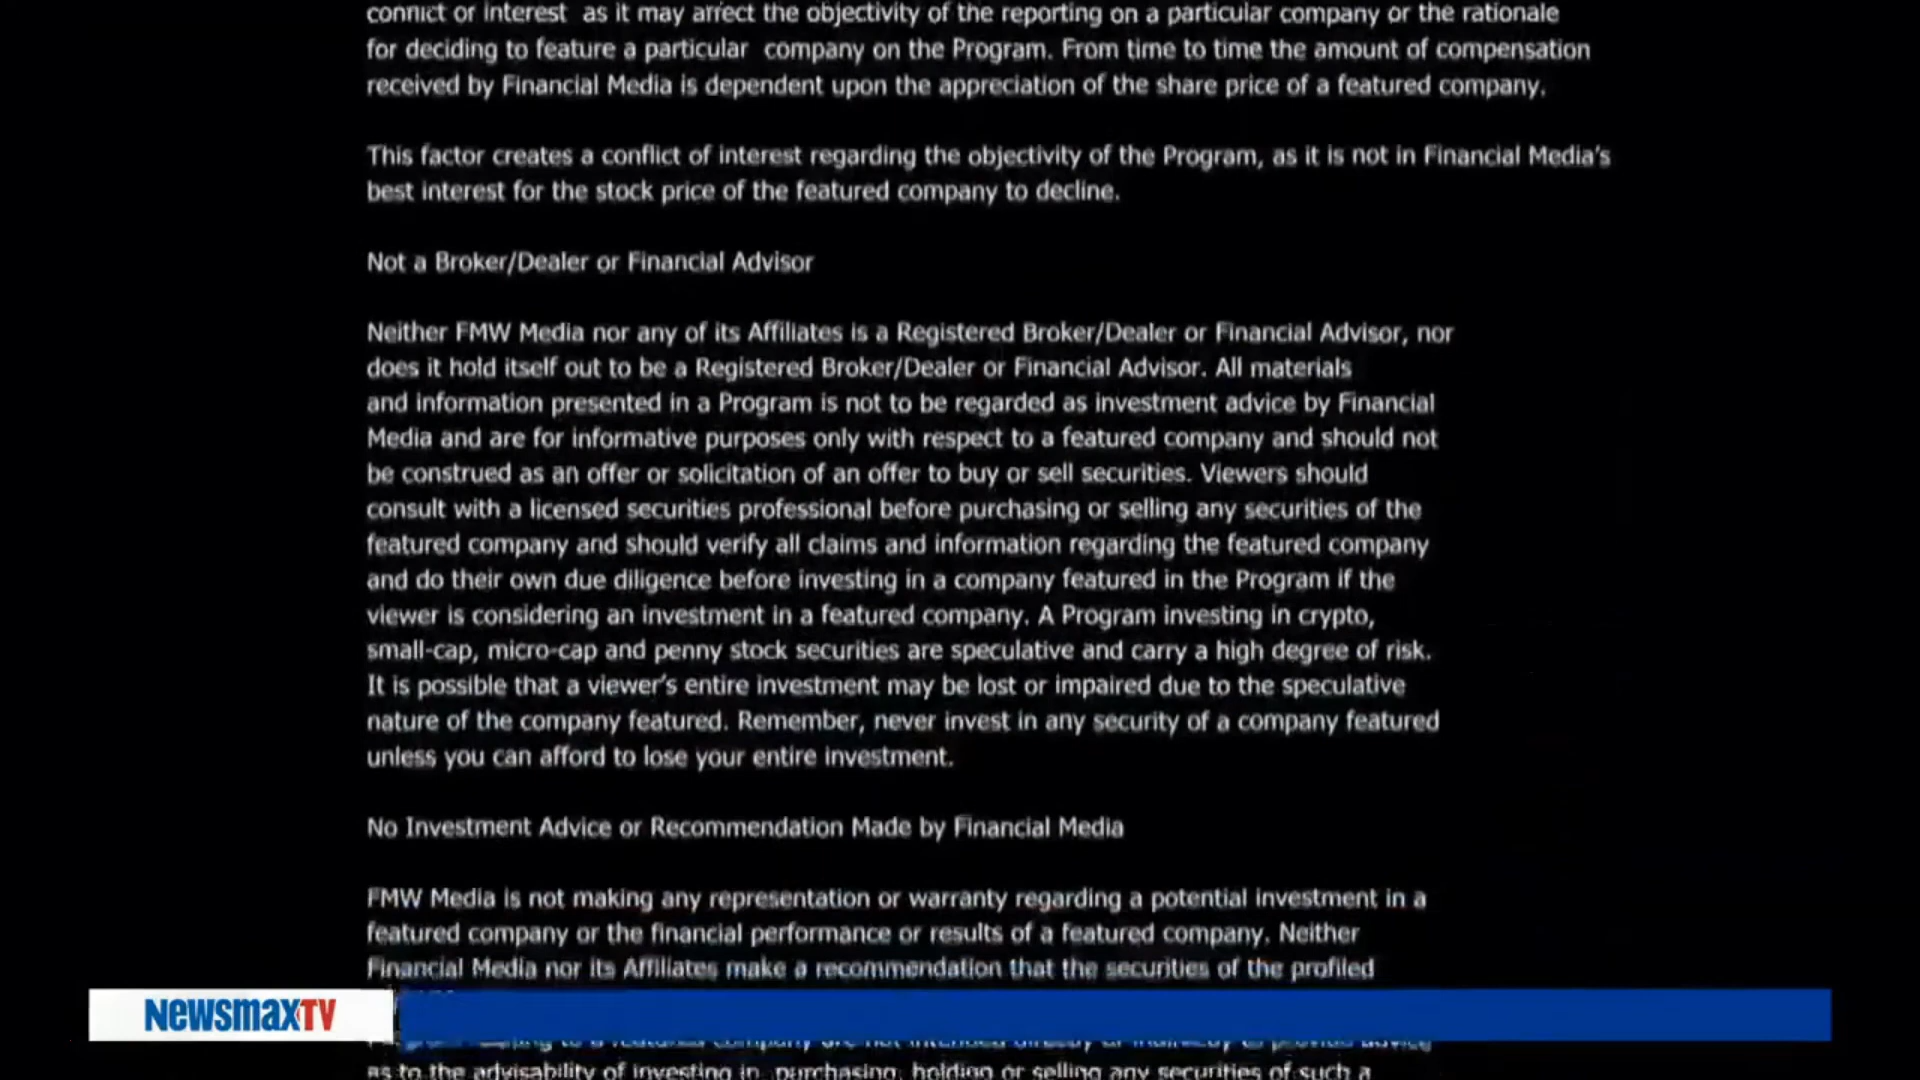 conflict of interest  as it may affect the objectivity of the reporting on a particular company or the rationale
for deciding to feature a particular  company on the Program. From time to time the amount of compensation
received by Financial Media is dependent upon the appreciation of the share price of a featured company.
This factor creates a conflict of interest regarding the objectivity of the Program, as it is not in Financial Media's
best interest for the stock price of the featured company to decline.
Not a Broker/Dealer or Financial Advisor
Neither FMW Media nor any of its Affiliates is a Registered Broker/Dealer or Financial Advisor, nor
does it hold itself out to be a Registered Broker/Dealer or Financial Advisor. All materials
and information presented in a Program is not to be regarded as investment advice by Financial
Media and are for informative purposes only with respect to a featured company and should not
be construed as an offer or solicitation of an offer to buy or sell securities. Viewers should
consult with a licensed securities professional before purchasing or selling any securities of the
featured company and should verify all claims and information regarding the featured company
and do their own due diligence before investing in a company featured in the Program if the
viewer is considering an investment in a featured company. A Program investing in crypto,
small-cap, micro-cap and penny stock securities are speculative and carry a high degree of risk.
It is possible that a viewer's entire investment may be lost or impaired due to the speculative
nature of the company featured. Remember, never invest in any security of a company featured
unless you can afford to lose your entire investment.
No Investment Advice or Recommendation Made by Financial Media
FMW Media is not making any representation or warranty regarding a potential investment in a
featured company or the financial performance or results of a featured company. Neither
Financial Media nor its Affiliates make a recommendation that the securities of the profiled
NewsmaxTV
as to the advisability of investing in, purchasing, holding or selling any securities of such a